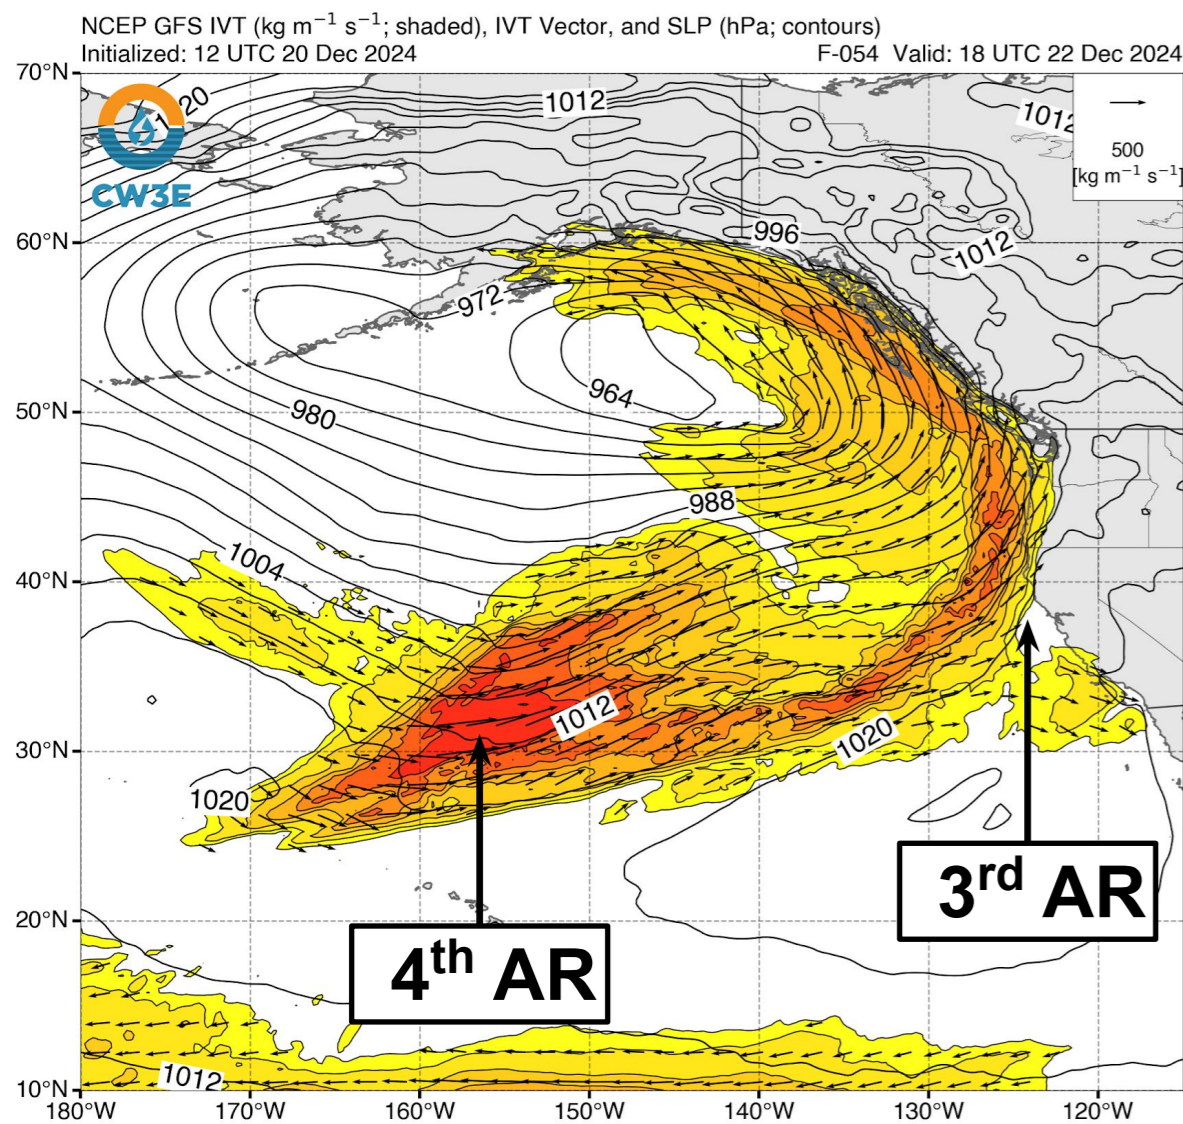 NCEP GFS IVT (kg m⁻¹ s⁻¹; shaded), IVT Vector, and SLP (hPa; contours)
Initialized: 12 UTC 20 Dec 2024 F-054 Valid: 18 UTC 22 Dec 2024
70°N
1012
1012
500
[kg m⁻¹ s⁻¹]
CW3E
60°N
996
1012
972
964
50°N
980
988
1004
40°N
1012
1020
30°N
1020
3rd AR
20°N
4th AR
1012
10°N
180°W 170°W 160°W 150°W 140°W 130°W 120°W